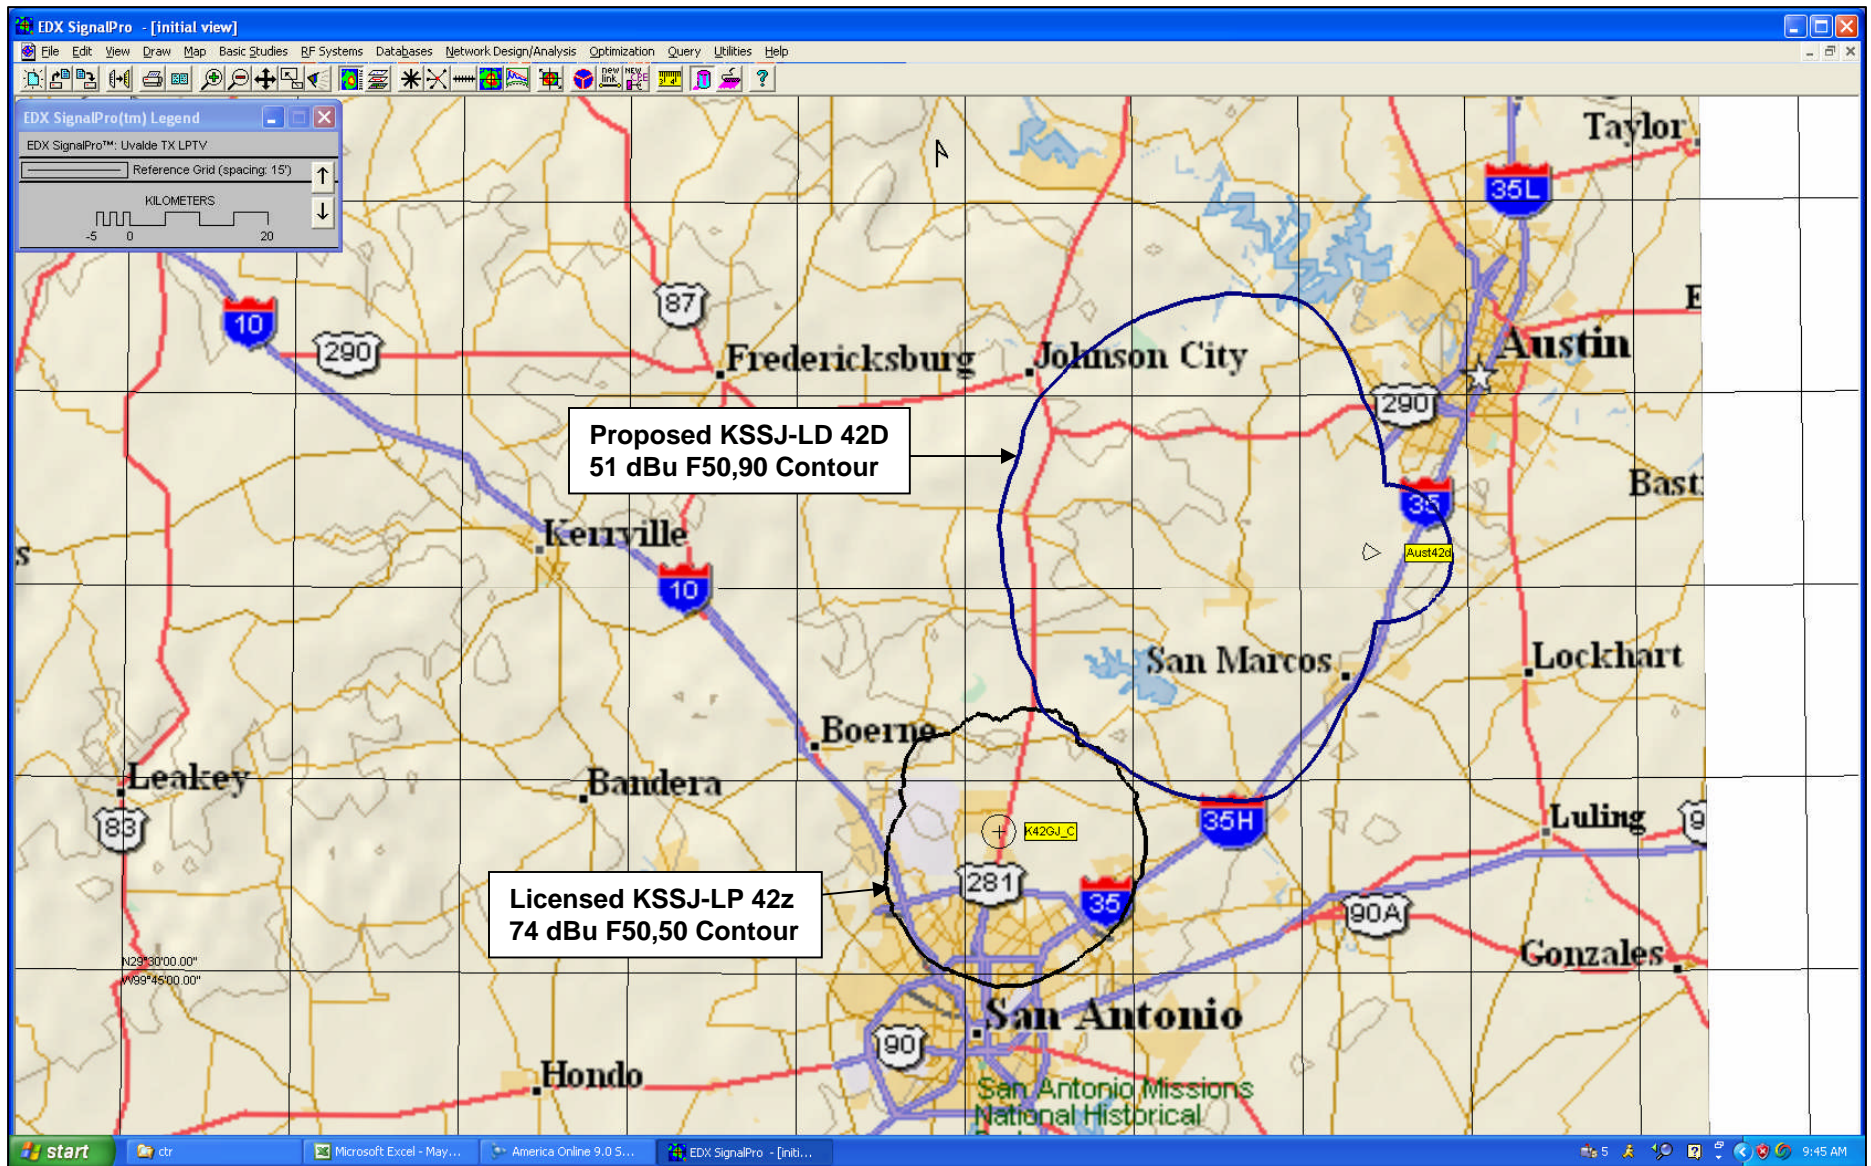 EDX SignalPro - [initial view]
File Edit View Draw Map Basic Studies RF Systems Databases Network Design/Analysis Optimization Query Utilities Help
new link NEW CPE
EDX SignalPro(tm) Legend
EDX SignalPro™: Uvalde TX LPTV
Reference Grid (spacing: 15')
KILOMETERS
-5 0 20
Taylor
35L
10
290
87
Fredericksburg
Johnson City
Austin
E
290
Proposed KSSJ-LD 42D
51 dBu F50,90 Contour
Bast
35
s
Kerrville
10
Aust42d
San Marcos
Lockhart
Boerne
Leakey
Bandera
83
K42GJ_C
35H
Luling
9
281
35
Licensed KSSJ-LP 42z
74 dBu F50,50 Contour
90A
Gonzales
N29°30'00.00"
W99°45'00.00"
San Antonio
90
Hondo
San Antonio Missions
National Historical
start
ctr
Microsoft Excel - May...
America Online 9.0 S...
EDX SignalPro - [initi...
5
9:45 AM